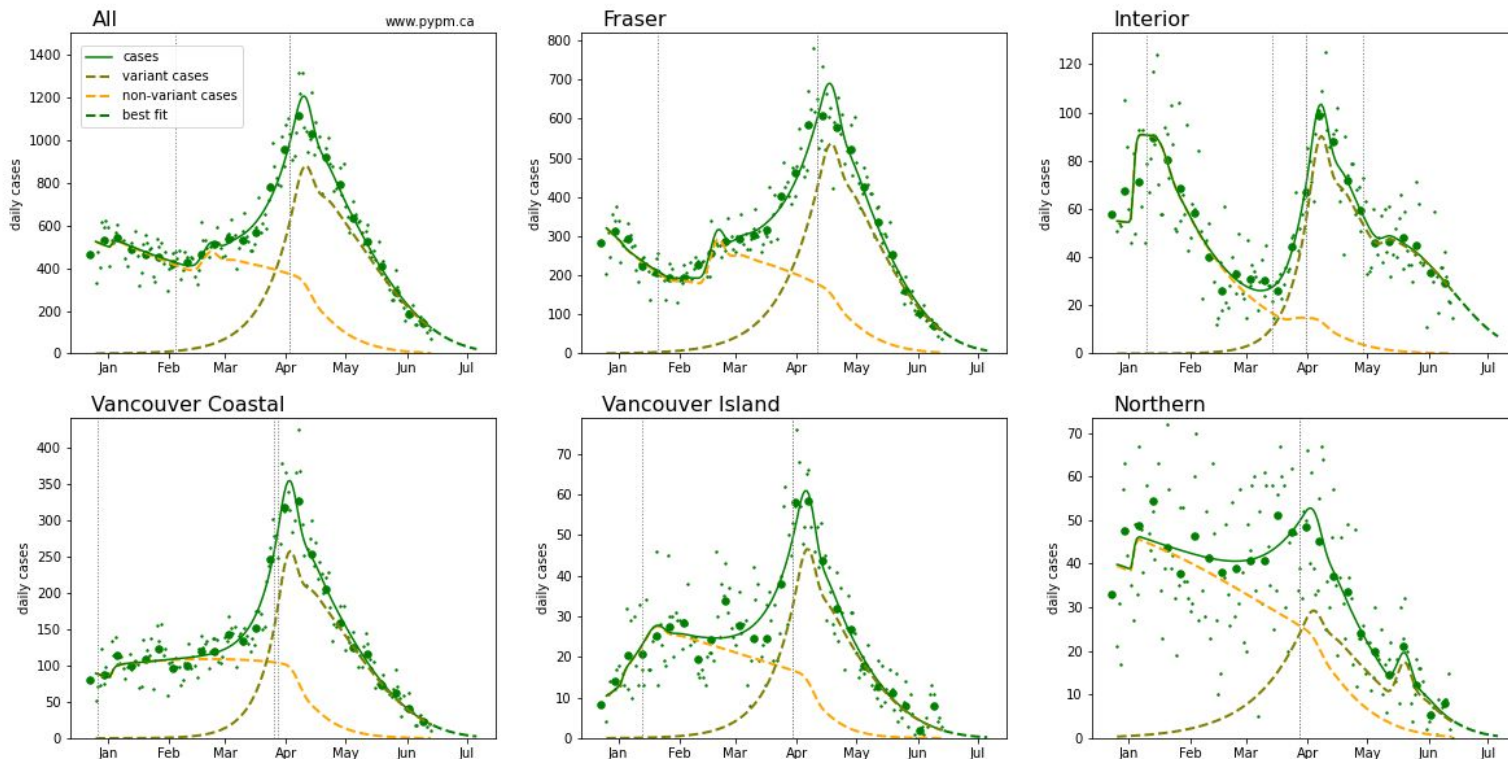 All
www.pypm.ca
daily cases
1400
1200
1000
800
600
400
200
0
cases
variant cases
non-variant cases
best fit
Jan Feb Mar Apr May Jun Jul
Fraser
daily cases
800
700
600
500
400
300
200
100
0
Jan Feb Mar Apr May Jun Jul
Interior
daily cases
120
100
80
60
40
20
0
Jan Feb Mar Apr May Jun Jul
Vancouver Coastal
daily cases
400
350
300
250
200
150
100
50
0
Jan Feb Mar Apr May Jun Jul
Vancouver Island
daily cases
70
60
50
40
30
20
10
0
Jan Feb Mar Apr May Jun Jul
Northern
daily cases
70
60
50
40
30
20
10
0
Jan Feb Mar Apr May Jun Jul